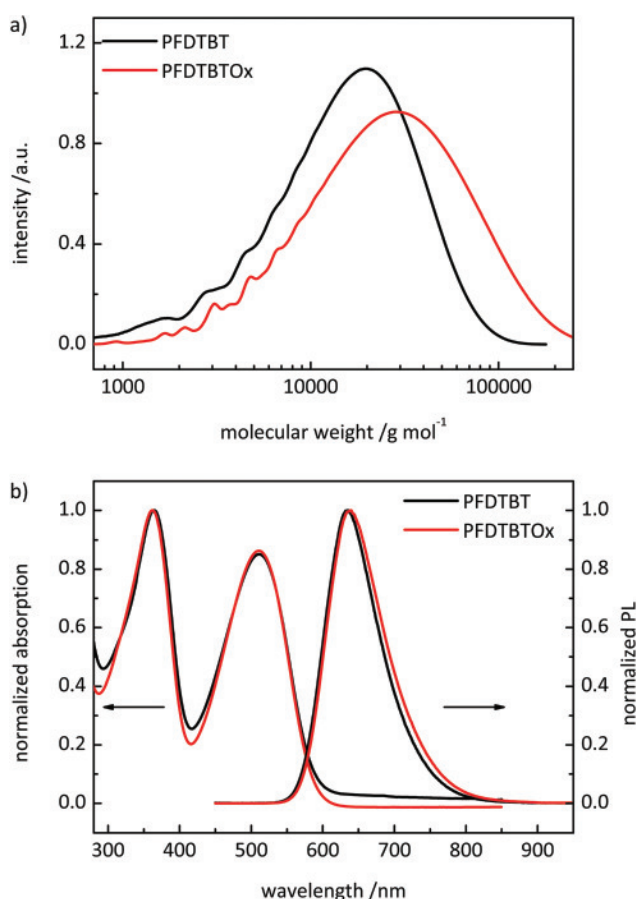 a)
PFDTBT
PFDTBTOx
intensity /a.u.
1.2
0.8
0.4
0.0
1000 10000 100000
molecular weight /g mol⁻¹
b)
PFDTBT
PFDTBTOx
normalized absorption
1.0
0.8
0.6
0.4
0.2
0.0
normalized PL
1.0
0.8
0.6
0.4
0.2
0.0
300 400 500 600 700 800 900
wavelength /nm